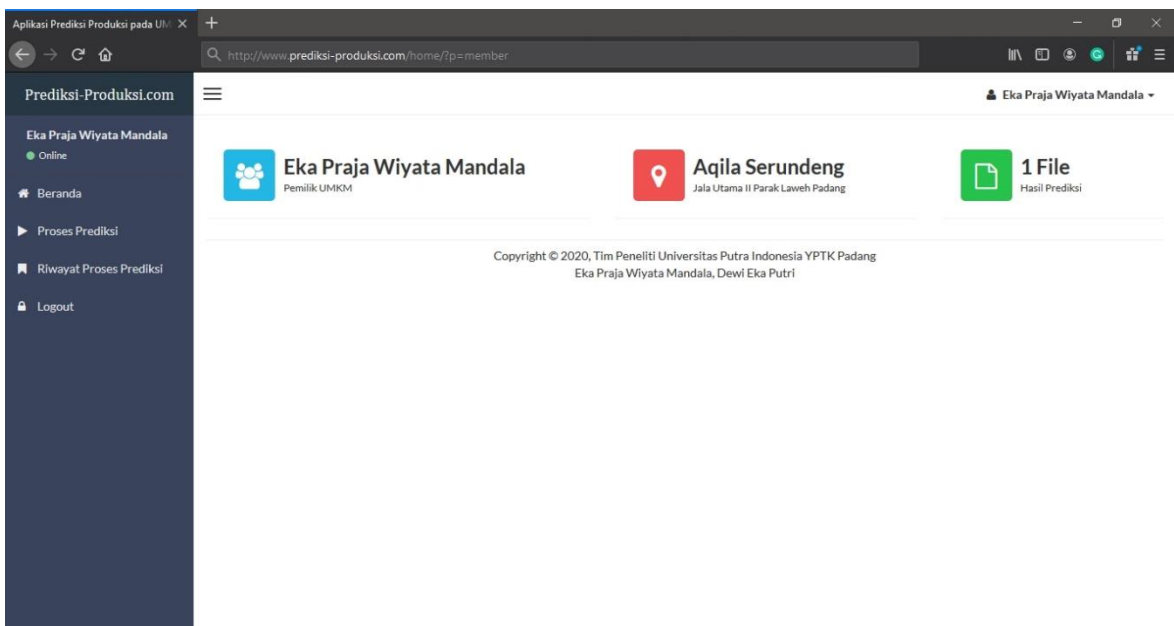 Aplikasi Prediksi Produksi pada UM
http://www.prediksi-produksi.com/home/?p=member
Prediksi-Produksi.com
Eka Praja Wiyata Mandala
Eka Praja Wiyata Mandala
Online
Beranda
Proses Prediksi
Riwayat Proses Prediksi
Logout
Eka Praja Wiyata Mandala
Pemilik UMKM
Aqila Serundeng
Jala Utama II Parak Laweh Padang
1 File
Hasil Prediksi
Copyright © 2020, Tim Peneliti Universitas Putra Indonesia YPTK Padang
Eka Praja Wiyata Mandala, Dewi Eka Putri